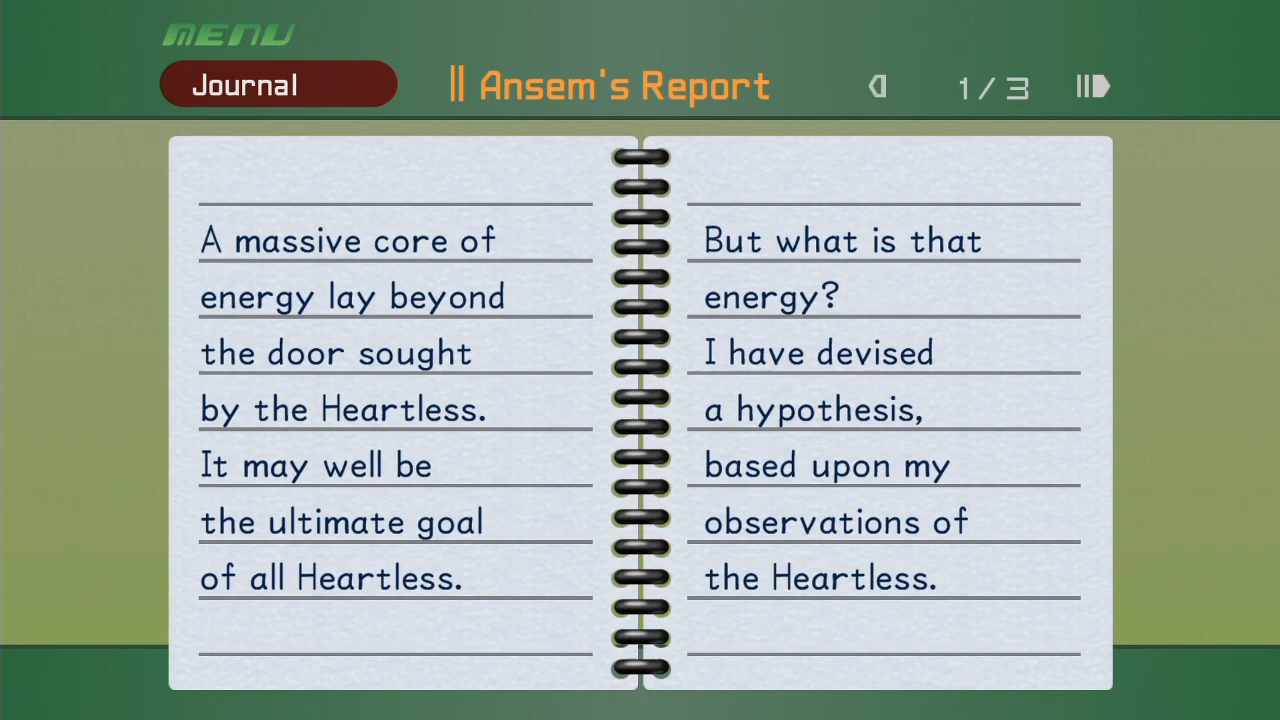 MENU
Journal
Ansem's Report
1/3
A massive core of
energy lay beyond
the door sought
by the Heartless.
It may well be
the ultimate goal
of all Heartless.
But what is that
energy?
I have devised
a hypothesis,
based upon my
observations of
the Heartless.